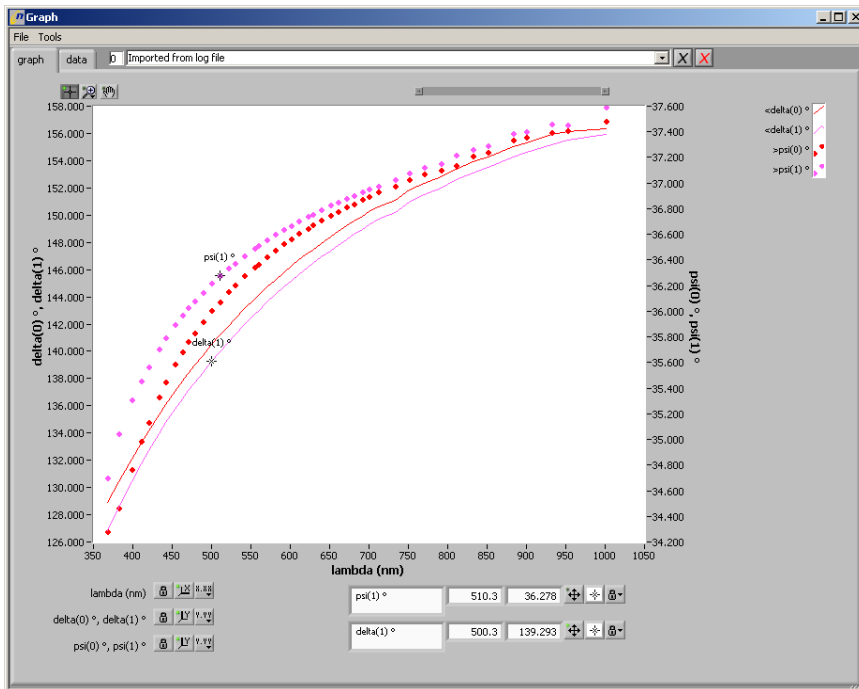 Graph
File Tools
graph data 0 Imported from log file X X
158.000
156.000
154.000
152.000
150.000
148.000
146.000
144.000
142.000
140.000
138.000
136.000
134.000
132.000
130.000
128.000
126.000
delta(0) °, delta(1) °
psi(1) °
delta(1) °
37.600
37.400
37.200
37.000
36.800
36.600
36.400
36.200
36.000
35.800
35.600
35.400
35.200
35.000
34.800
34.600
34.400
34.200
psi(0) °, psi(1) °
<delta(0) °
<delta(1) °
>psi(0) °
>psi(1) °
350 400 450 500 550 600 650 700 750 800 850 900 950 1000 1050
lambda (nm)
lambda (nm) X X.XX
delta(0) °, delta(1) ° Y Y.YY
psi(0) °, psi(1) ° Y Y.YY
psi(1) ° 510.3 36.278
delta(1) ° 500.3 139.293